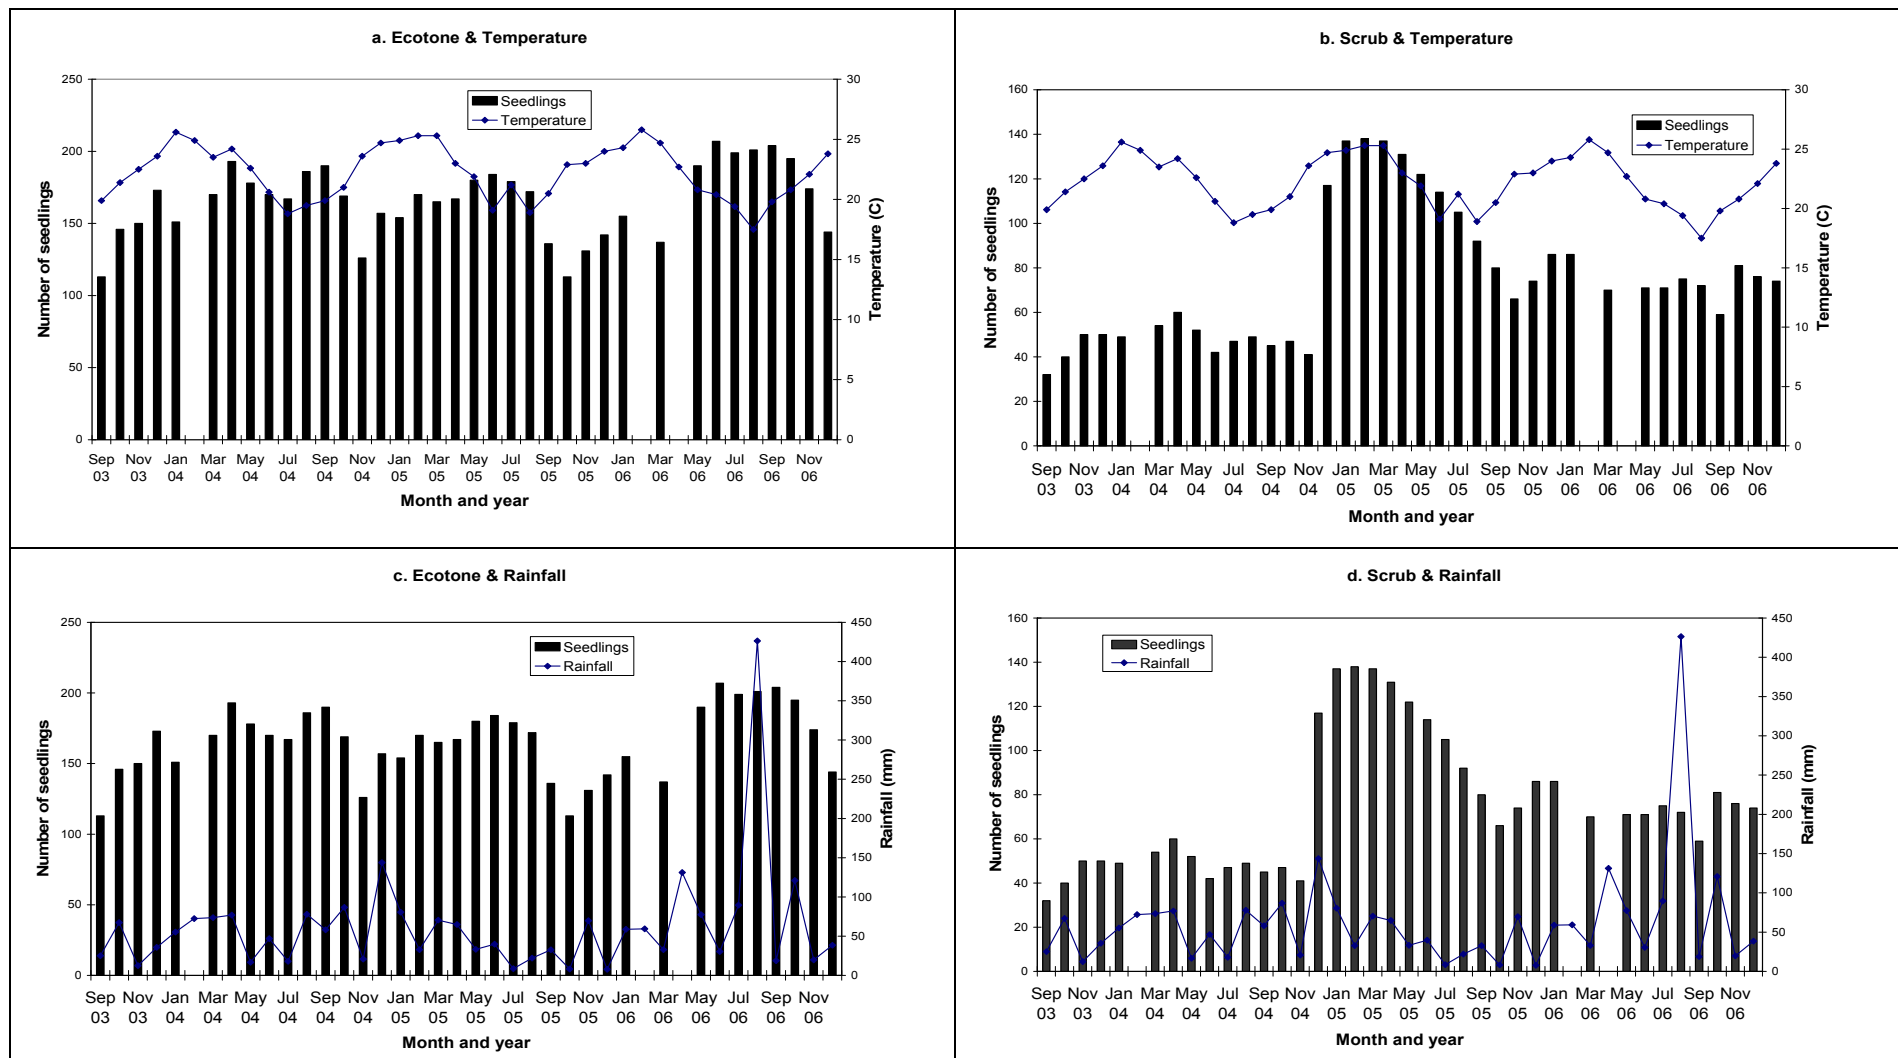 a. Ecotone & Temperature
250
200
150
100
50
0
Number of seedlings
30
25
20
15
10
5
0
Temperature (C)
Seedlings
Temperature
Sep Nov Jan Mar May Jul Sep Nov Jan Mar May Jul Sep Nov Jan Mar May Jul Sep Nov
03 03 04 04 04 04 04 04 05 05 05 05 05 05 06 06 06 06 06 06
Month and year
b. Scrub & Temperature
160
140
120
100
80
60
40
20
0
Number of seedlings
30
25
20
15
10
5
0
Temperature (C)
Seedlings
Temperature
Sep Nov Jan Mar May Jul Sep Nov Jan Mar May Jul Sep Nov Jan Mar May Jul Sep Nov
03 03 04 04 04 04 04 04 05 05 05 05 05 05 06 06 06 06 06 06
Month and year
c. Ecotone & Rainfall
250
200
150
100
50
0
Number of seedlings
450
400
350
300
250
200
150
100
50
0
Rainfall (mm)
Seedlings
Rainfall
Sep Nov Jan Mar May Jul Sep Nov Jan Mar May Jul Sep Nov Jan Mar May Jul Sep Nov
03 03 04 04 04 04 04 04 05 05 05 05 05 05 06 06 06 06 06 06
Month and year
d. Scrub & Rainfall
160
140
120
100
80
60
40
20
0
Number of seedlings
450
400
350
300
250
200
150
100
50
0
Rainfall (mm)
Seedlings
Rainfall
Sep Nov Jan Mar May Jul Sep Nov Jan Mar May Jul Sep Nov Jan Mar May Jul Sep Nov
03 03 04 04 04 04 04 04 05 05 05 05 05 05 06 06 06 06 06 06
Month and year